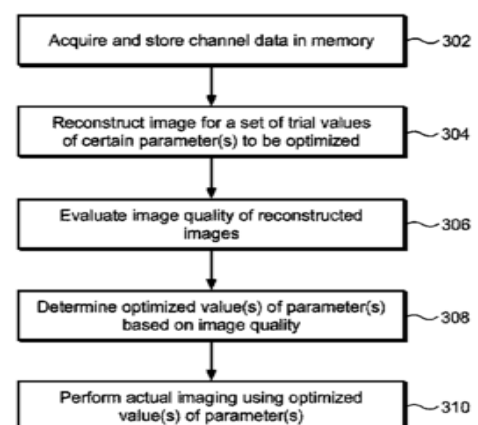 Acquire and store channel data in memory
302
Reconstruct image for a set of trial values
of certain parameter(s) to be optimized
304
Evaluate image quality of reconstructed
images
306
Determine optimized value(s) of parameter(s)
based on image quality
308
Perform actual imaging using optimized
value(s) of parameter(s)
310